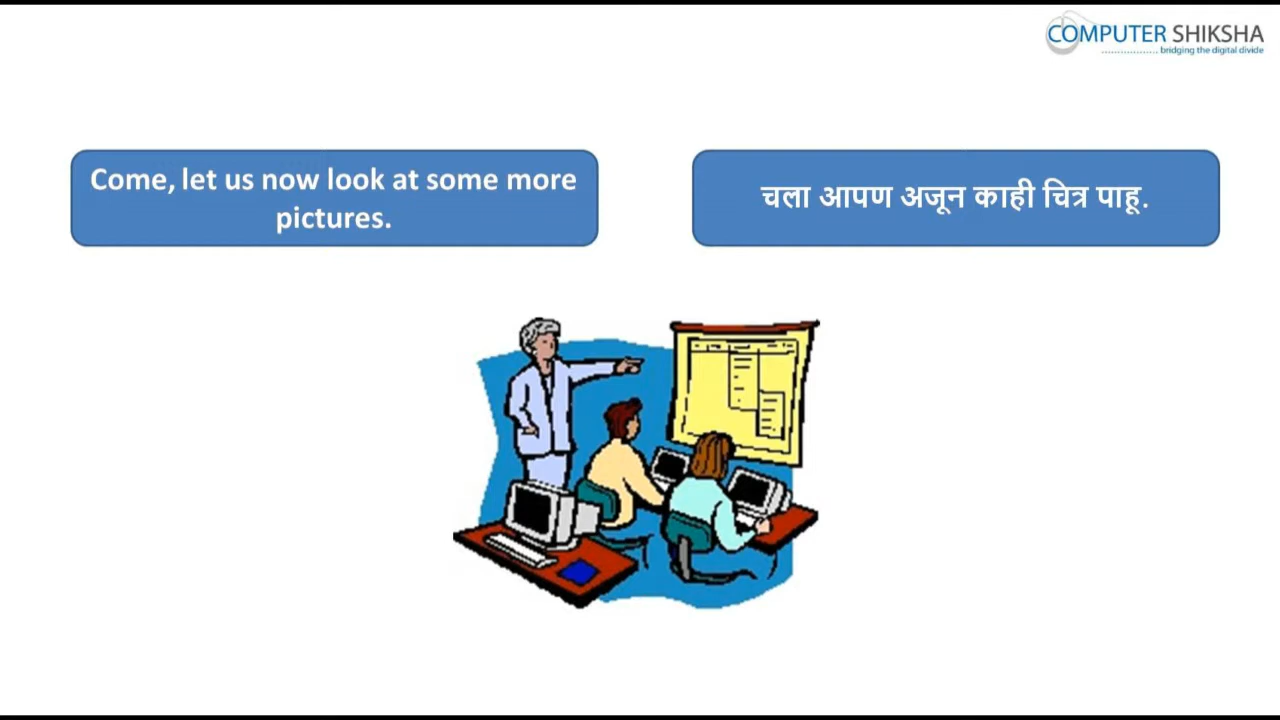 COMPUTER SHIKSHA
bridging the digital divide
Come, let us now look at some more
pictures.
चला आपण अजून काही चित्र पाहू.